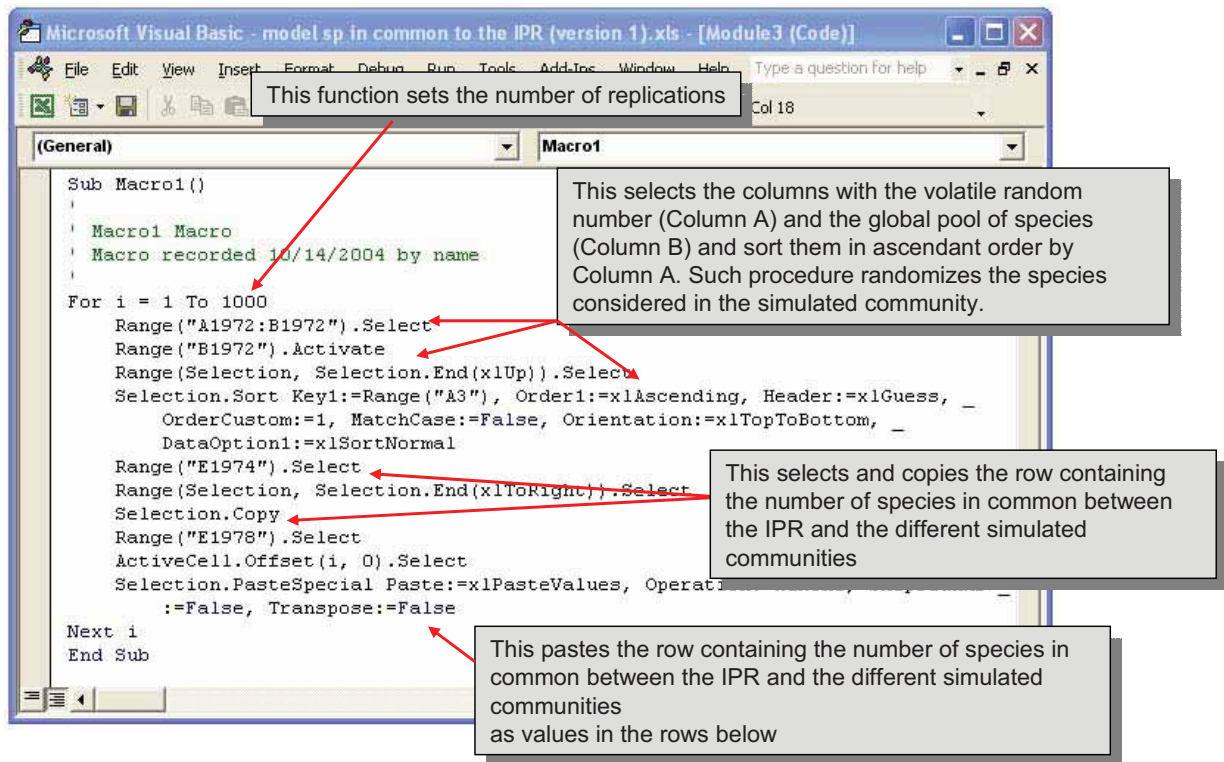 Microsoft Visual Basic - model sp in common to the IPR (version 1).xls - [Module3 (Code)]
File Edit View Insert Format Debug Run Tools Add-Ins Window Help Type a question for help
This function sets the number of replications
Col 18
(General) Macro1
Sub Macro1()
'
' Macro1 Macro
' Macro recorded 10/14/2004 by name
'
This selects the columns with the volatile random
number (Column A) and the global pool of species
(Column B) and sort them in ascendant order by
Column A. Such procedure randomizes the species
considered in the simulated community.
For i = 1 To 1000
Range("A1972:B1972").Select
Range("B1972").Activate
Range(Selection, Selection.End(xlUp)).Select
Selection.Sort Key1:=Range("A3"), Order1:=xlAscending, Header:=xlGuess, _
OrderCustom:=1, MatchCase:=False, Orientation:=xlTopToBottom, _
DataOption1:=xlSortNormal
Range("E1974").Select
Range(Selection, Selection.End(xlToRight)).Select
Selection.Copy
Range("E1978").Select
ActiveCell.Offset(i, 0).Select
Selection.PasteSpecial Paste:=xlPasteValues, _
:=False, Transpose:=False
Next i
End Sub
This selects and copies the row containing
the number of species in common between
the IPR and the different simulated
communities
This pastes the row containing the number of species in
common between the IPR and the different simulated
communities
as values in the rows below